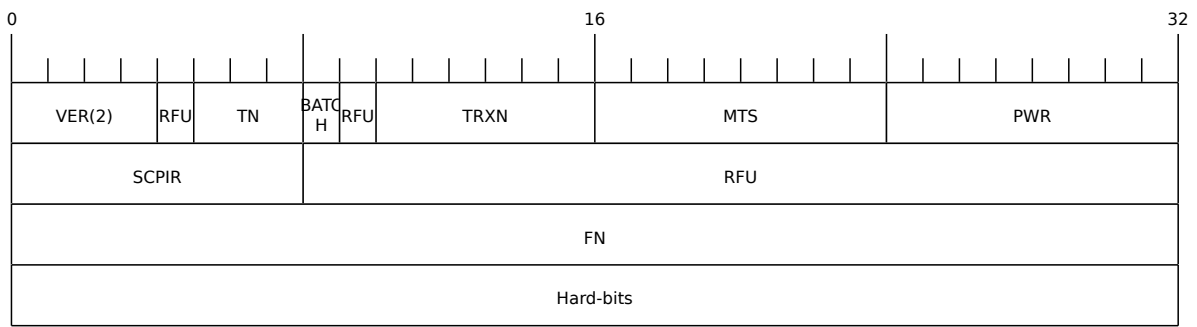 0 16 32
VER(2) RFU TN BATC
H RFU TRXN MTS PWR
SCPIR RFU
FN
Hard-bits